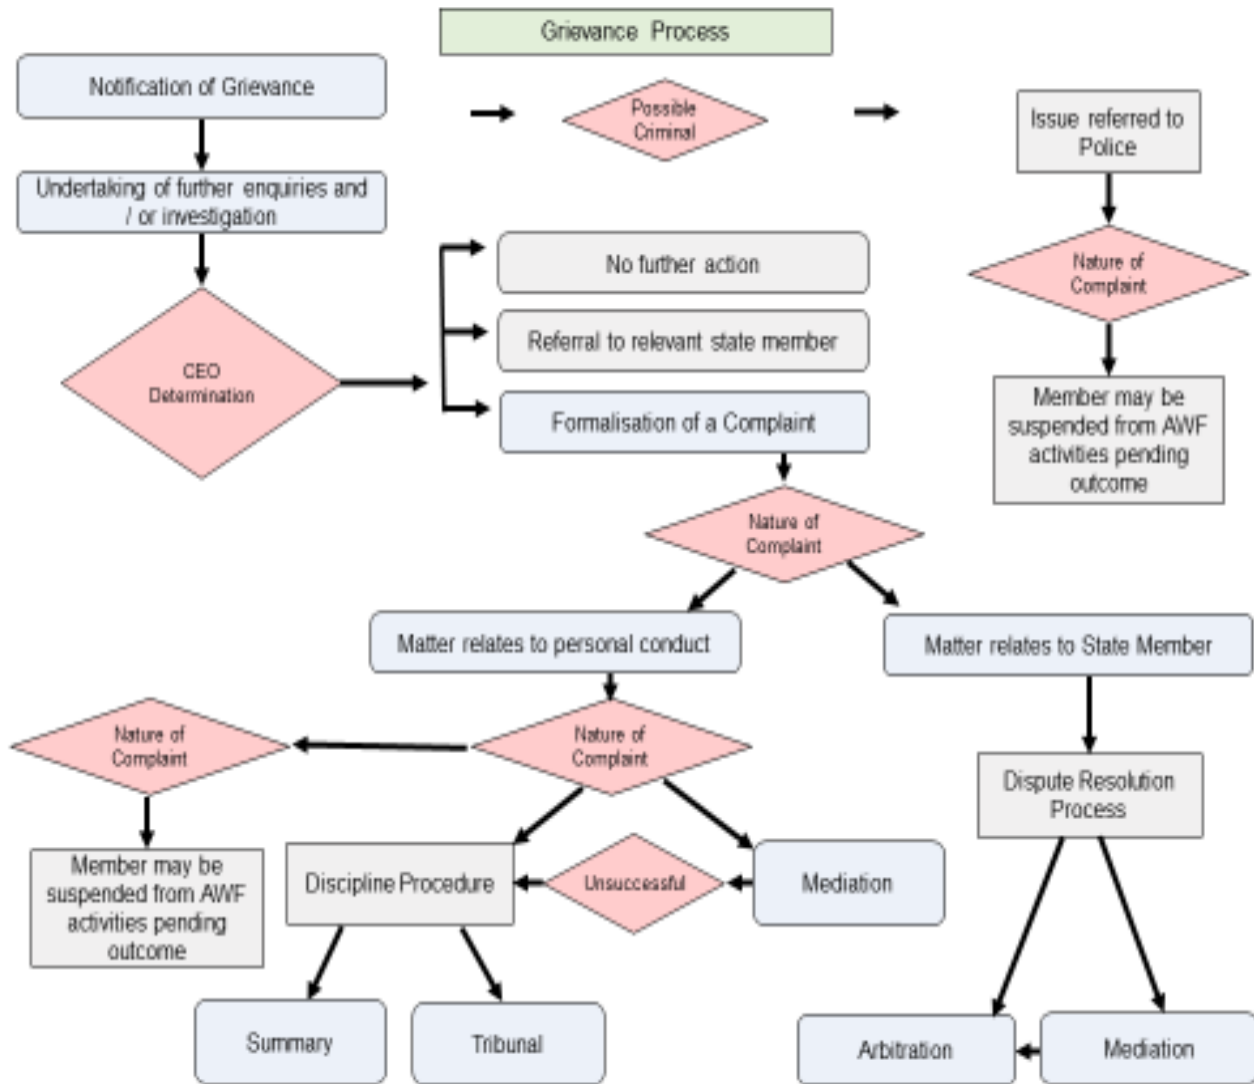 Grievance Process
Notification of Grievance
Possible
Criminal
Issue referred to
Police
Undertaking of further enquiries and
/ or investigation
No further action
Nature of
Complaint
Referral to relevant state member
CEO
Determination
Formalisation of a Complaint
Member may be
suspended from AWF
activities pending
outcome
Nature of
Complaint
Matter relates to personal conduct
Matter relates to State Member
Nature of
Complaint
Nature of
Complaint
Dispute Resolution
Process
Member may be
suspended from AWF
activities pending
outcome
Discipline Procedure
Unsuccessful
Mediation
Summary
Tribunal
Arbitration
Mediation